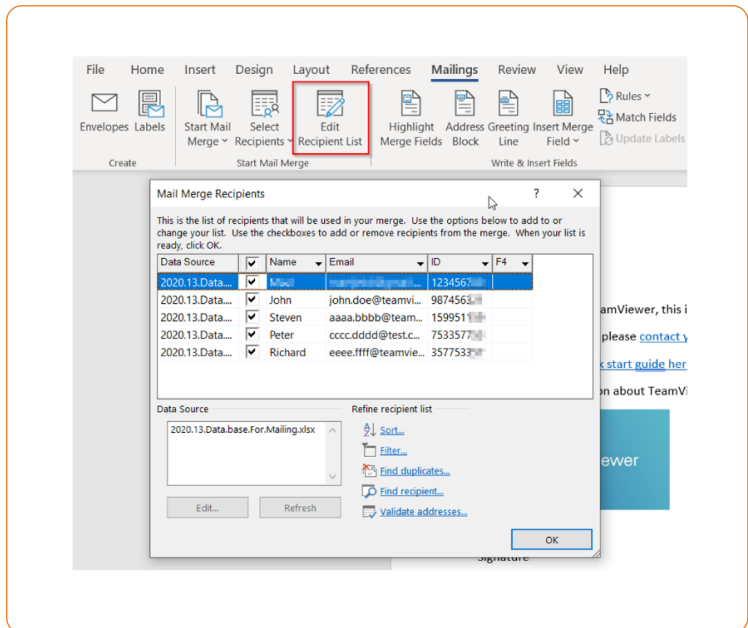 File Home Insert Design Layout References Mailings Review View Help
Envelopes Labels Start Mail Merge Select Recipients Edit Recipient List Highlight Merge Fields Address Block Greeting Line Insert Merge Field Rules
Match Fields
Update Labels
Create Start Mail Merge Write & Insert Fields
Mail Merge Recipients ? ×
This is the list of recipients that will be used in your merge. Use the options below to add to or
change your list. Use the checkboxes to add or remove recipients from the merge. When your list is
ready, click OK.
Data Source Name Email ID F4
2020.13.Data.... 1234567
2020.13.Data.... John john.doe@teamvi... 9874563
2020.13.Data.... Steven aaaa.bbbb@team... 1599511
2020.13.Data.... Peter cccc.dddd@test.c... 7533577
2020.13.Data.... Richard eeee.ffff@teamvie... 3577533
amViewer, this i
please contact y
k start guide her
on about TeamVi
ewer
Data Source Refine recipient list
2020.13.Data.base.For.Mailing.xlsx
Sort...
Filter...
Find duplicates...
Find recipient...
Validate addresses...
Edit... Refresh
OK
Signature